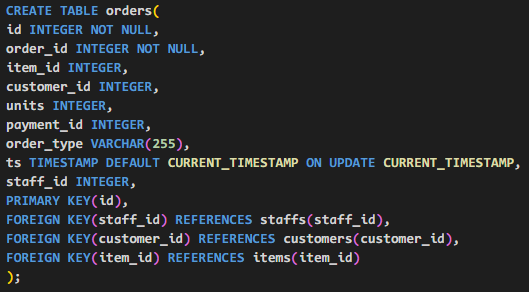 CREATE TABLE orders(
id INTEGER NOT NULL,
order_id INTEGER NOT NULL,
item_id INTEGER,
customer_id INTEGER,
units INTEGER,
payment_id INTEGER,
order_type VARCHAR(255),
ts TIMESTAMP DEFAULT CURRENT_TIMESTAMP ON UPDATE CURRENT_TIMESTAMP,
staff_id INTEGER,
PRIMARY KEY(id),
FOREIGN KEY(staff_id) REFERENCES staffs(staff_id),
FOREIGN KEY(customer_id) REFERENCES customers(customer_id),
FOREIGN KEY(item_id) REFERENCES items(item_id)
);